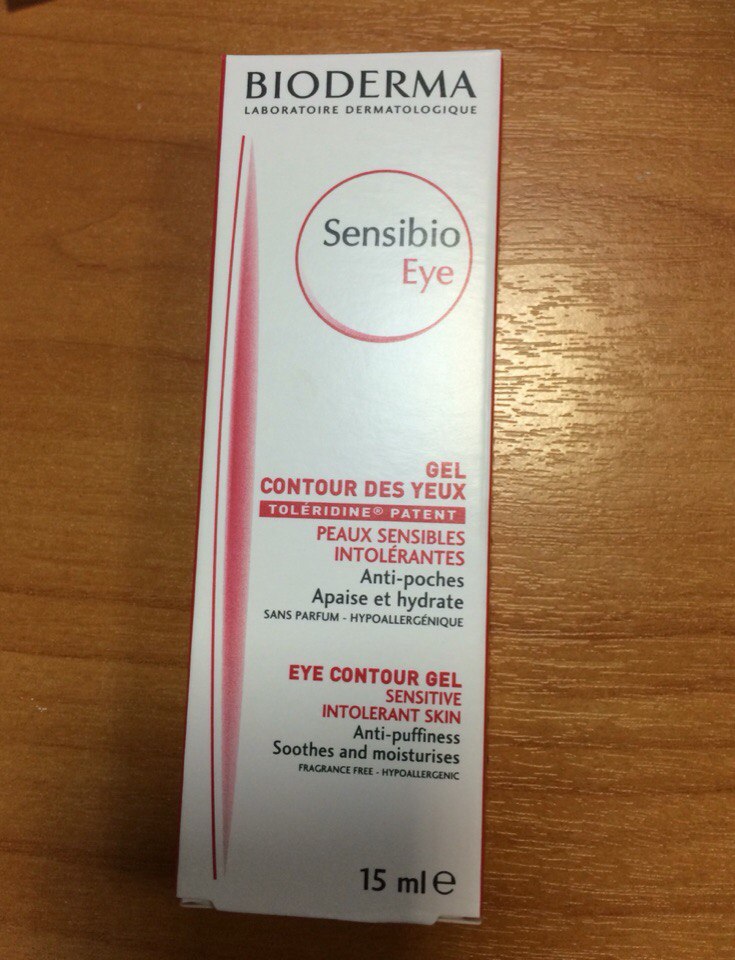 BIODERMA
LABORATOIRE DERMATOLOGIQUE
Sensibio
Eye
GEL
CONTOUR DES YEUX
TOLÉRIDINE® PATENT
PEAUX SENSIBLES
INTOLÉRANTES
Anti-poches
Apaise et hydrate
SANS PARFUM - HYPOALLERGÉNIQUE
EYE CONTOUR GEL
SENSITIVE
INTOLERANT SKIN
Anti-puffiness
Soothes and moisturises
FRAGRANCE FREE - HYPOALLERGENIC
15 ml ℮